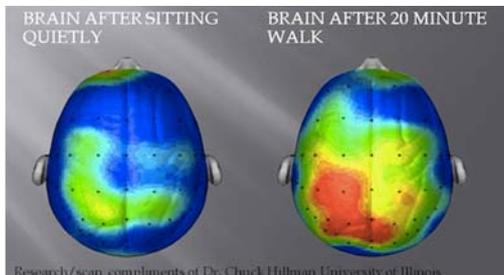 BRAIN AFTER SITTING
QUIETLY
BRAIN AFTER 20 MINUTE
WALK
Research/scan compliments of Dr. Chuck Hillman University of Illinois